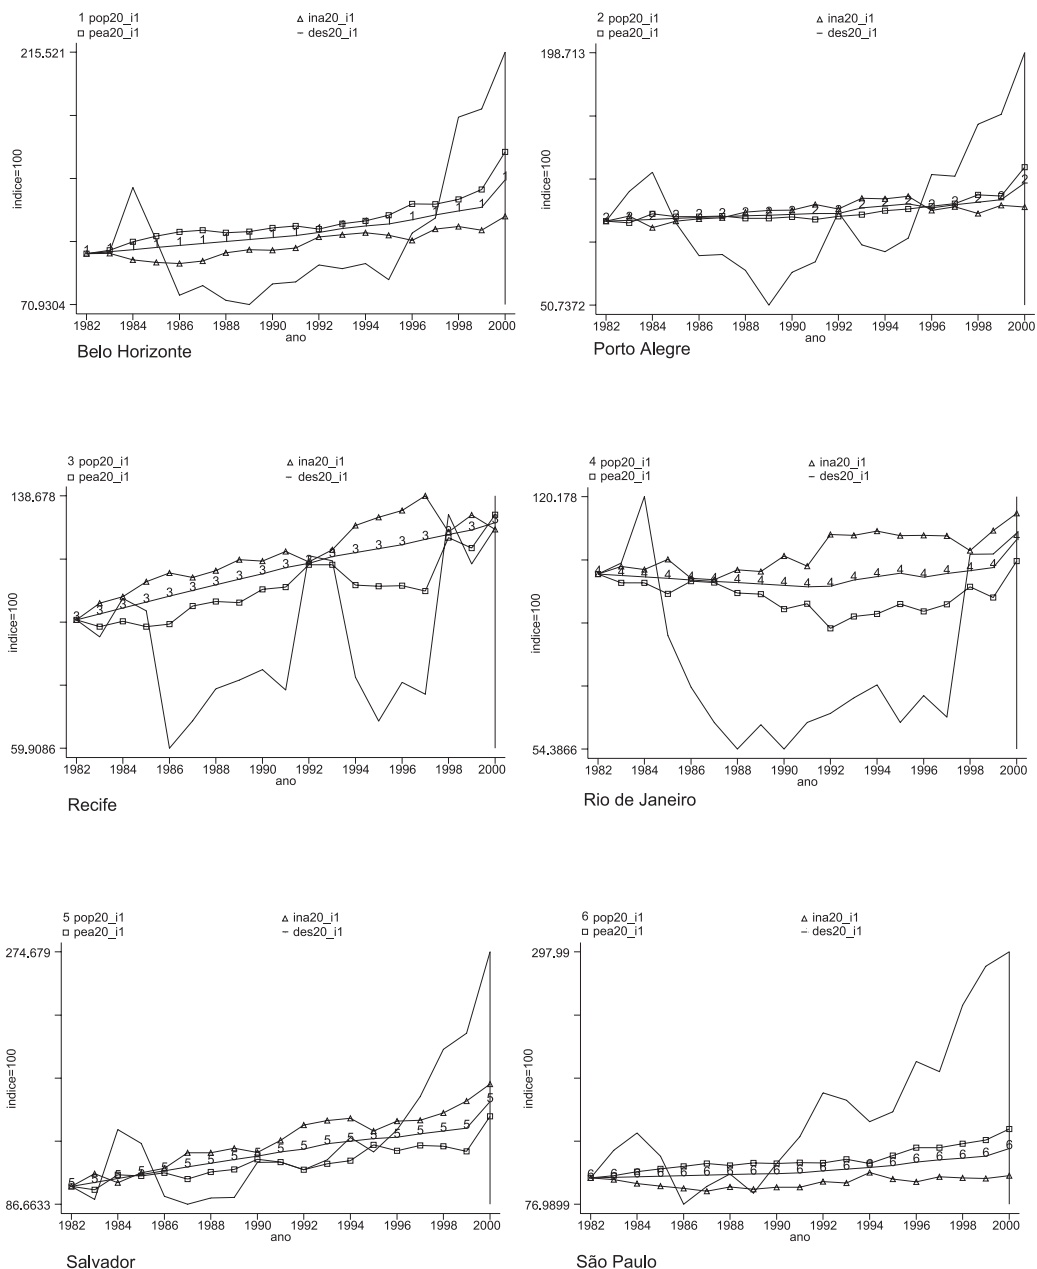 1 pop20_i1 ina20_i1
pea20_i1 des20_i1
215.521
indice=100
70.9304
1982 1984 1986 1988 1990 1992 1994 1996 1998 2000
ano
Belo Horizonte
2 pop20_i1 ina20_i1
pea20_i1 des20_i1
198.713
indice=100
50.7372
1982 1984 1986 1988 1990 1992 1994 1996 1998 2000
ano
Porto Alegre
3 pop20_i1 ina20_i1
pea20_i1 des20_i1
138.678
indice=100
59.9086
1982 1984 1986 1988 1990 1992 1994 1996 1998 2000
ano
Recife
4 pop20_i1 ina20_i1
pea20_i1 des20_i1
120.178
indice=100
54.3866
1982 1984 1986 1988 1990 1992 1994 1996 1998 2000
ano
Rio de Janeiro
5 pop20_i1 ina20_i1
pea20_i1 des20_i1
274.679
indice=100
86.6633
1982 1984 1986 1988 1990 1992 1994 1996 1998 2000
ano
Salvador
6 pop20_i1 ina20_i1
pea20_i1 des20_i1
297.99
indice=100
76.9899
1982 1984 1986 1988 1990 1992 1994 1996 1998 2000
ano
São Paulo